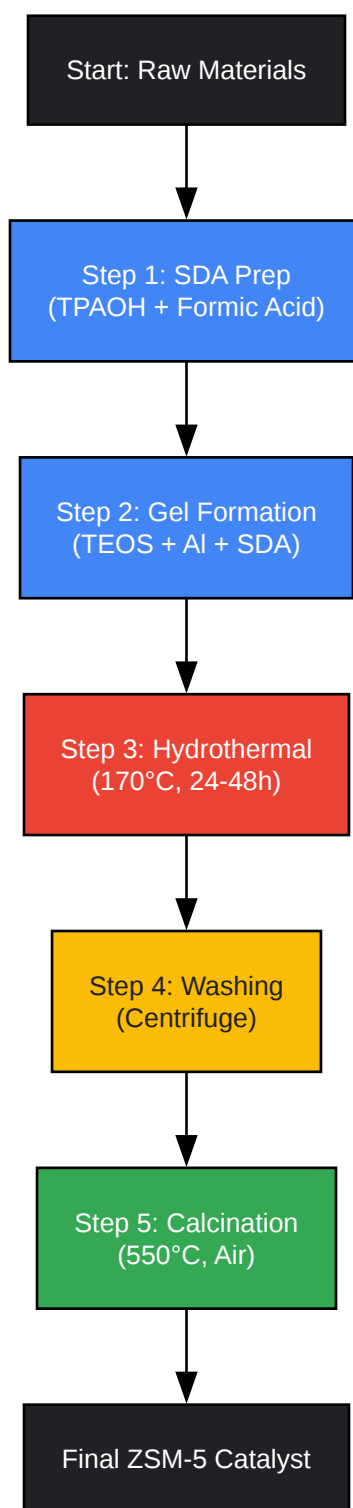 Start: Raw Materials
Step 1: SDA Prep
(TPAOH + Formic Acid)
Step 2: Gel Formation
(TEOS + Al + SDA)
Step 3: Hydrothermal
(170°C, 24-48h)
Step 4: Washing
(Centrifuge)
Step 5: Calcination
(550°C, Air)
Final ZSM-5 Catalyst